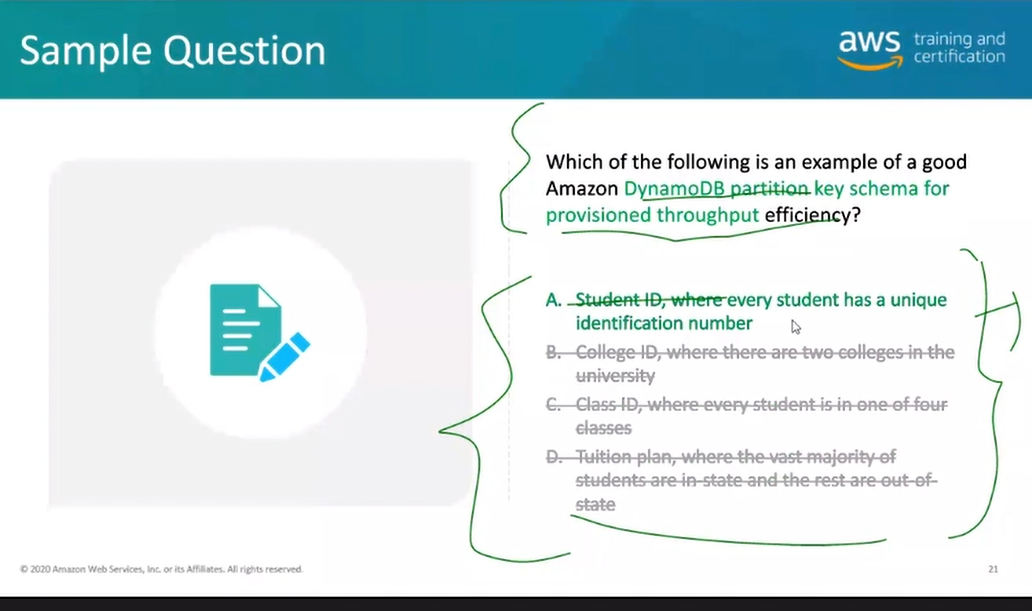 Sample Question
aws training and
certification
Which of the following is an example of a good
Amazon DynamoDB partition key schema for
provisioned throughput efficiency?
A. Student ID, where every student has a unique
identification number
B. College ID, where there are two colleges in the
university
C. Class ID, where every student is in one of four
classes
D. Tuition plan, where the vast majority of
students are in-state and the rest are out-of-
state
© 2020 Amazon Web Services, Inc. or its Affiliates. All rights reserved.
21